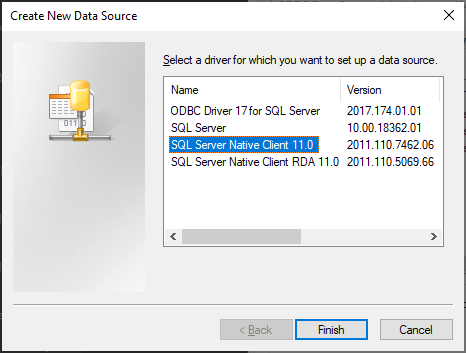 Create New Data Source
Select a driver for which you want to set up a data source.
Name Version
ODBC Driver 17 for SQL Server 2017.174.01.01
SQL Server 10.00.18362.01
SQL Server Native Client 11.0 2011.110.7462.06
SQL Server Native Client RDA 11.0 2011.110.5069.66
< Back Finish Cancel